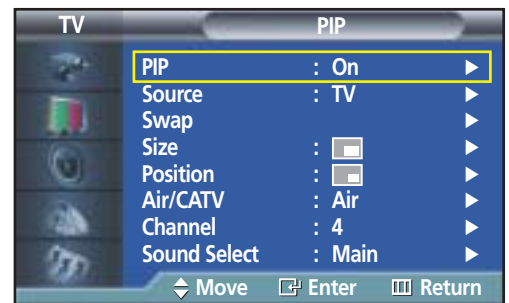 TV PIP
PIP : On
Source : TV
Swap
Size :
Position :
Air/CATV : Air
Channel : 4
Sound Select : Main
Move Enter Return